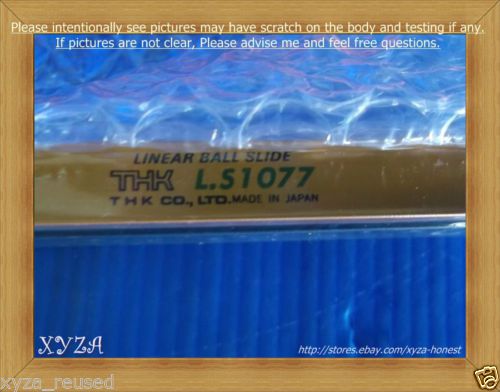 Please intentionally see pictures may have scratch on the body and testing if any.
If pictures are not clear, Please advise me and feel free questions.
LINEAR BALL SLIDE
THK L.S1077
THK CO., LTD. MADE IN JAPAN
XYZA
http://stores.ebay.com/xyza-honest
xyza_reused